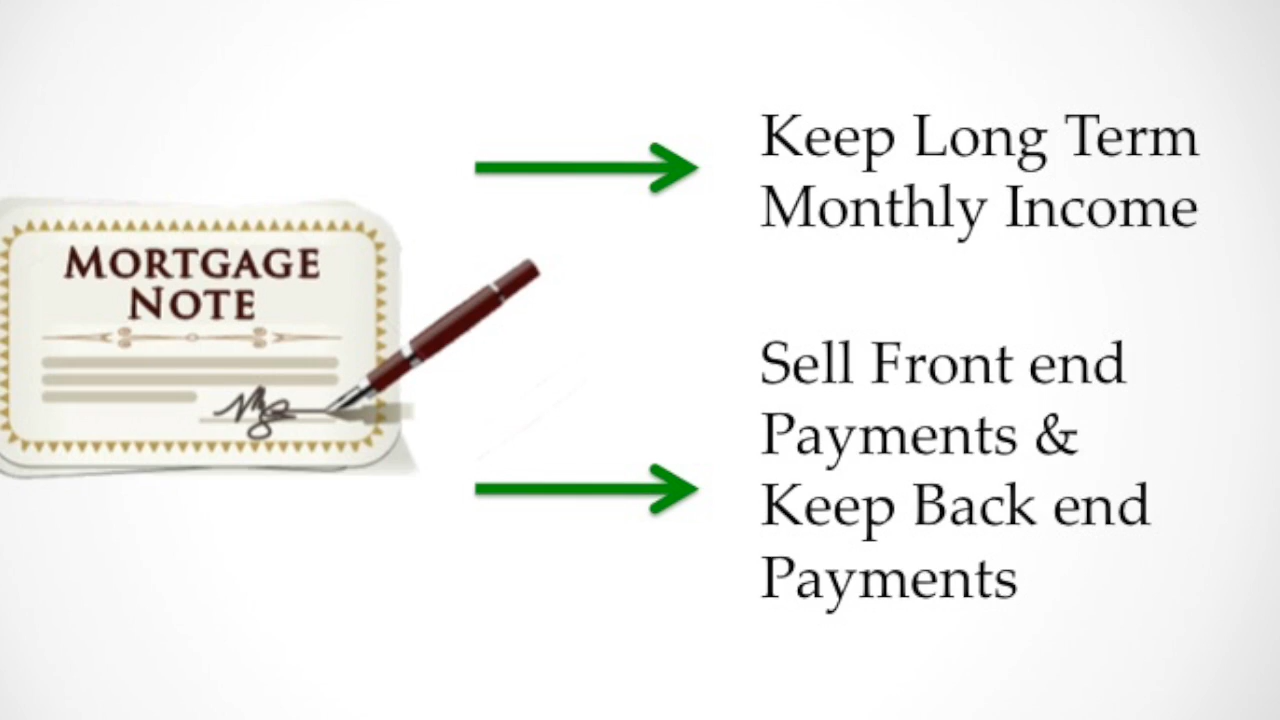 MORTGAGE
NOTE
Keep Long Term
Monthly Income
Sell Front end
Payments &
Keep Back end
Payments